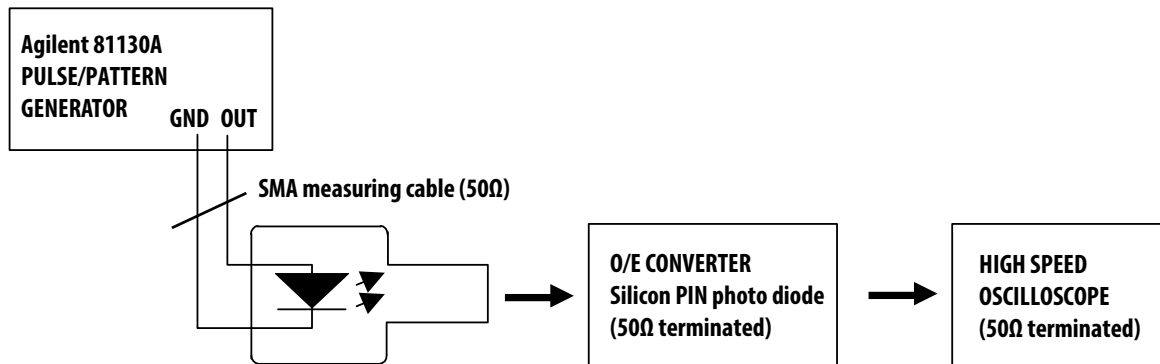 Agilent 81130A
PULSE/PATTERN
GENERATOR
GND OUT
SMA measuring cable (50Ω)
O/E CONVERTER
Silicon PIN photo diode
(50Ω terminated)
HIGH SPEED
OSCILLOSCOPE
(50Ω terminated)